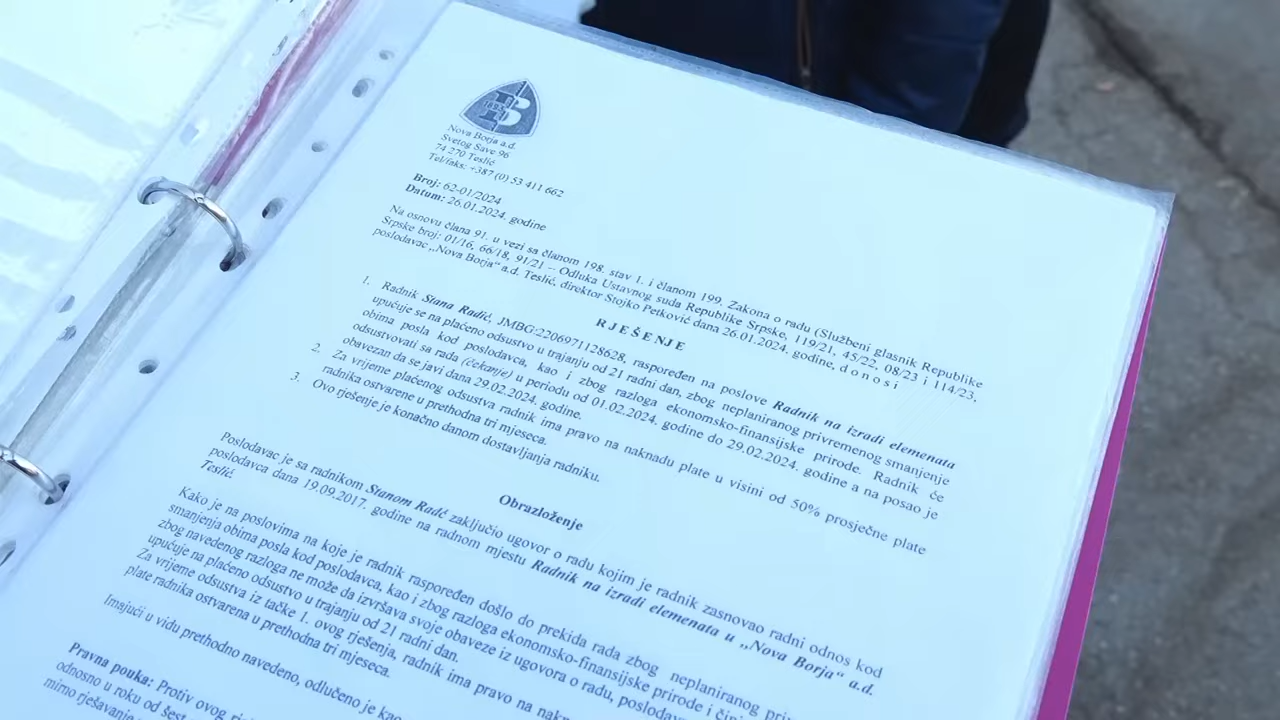 1893
Nova Borja a.d.
Svetog Save 96
74 270 Teslić
Tel/faks: +387 (0) 53 411 662
Broj: 62-01/2024
Datum: 26.01.2024. godine
Na osnovu člana 91. u vezi sa članom 198. stav 1. i članom 199. Zakona o radu (Službeni glasnik Republike
Srpske broj: 01/16, 66/18, 91/21 – Odluka Ustavnog suda Republike Srpske, 119/21, 45/22, 08/23 i 114/23,
poslodavac „Nova Borja“ a.d. Teslić, direktor Stojko Petković dana 26.01.2024. godine, d o n o s i
R J E Š E N J E
1. Radnik Stana Radić, JMBG:2206971128628, raspoređen na poslove Radnik na izradi elemenata
upućuje se na plaćeno odsustvo u trajanju od 21 radni dan, zbog neplaniranog privremenog smanjenje
obima posla kod poslodavca, kao i zbog razloga ekonomsko-finansijske prirode. Radnik će
odsustvovati sa rada (čekanje) u periodu od 01.02.2024. godine do 29.02.2024. godine a na posao je
obavezan da se javi dana 29.02.2024. godine.
2. Za vrijeme plaćenog odsustva radnik ima pravo na naknadu plate u visini od 50% prosječne plate
radnika ostvarene u prethodna tri mjeseca.
3. Ovo rješenje je konačno danom dostavljanja radniku.
Obrazloženje
Poslodavac je sa radnikom Stanom Radć zaključio ugovor o radu kojim je radnik zasnovao radni odnos kod
poslodavca dana 19.09.2017. godine na radnom mjestu Radnik na izradi elemenata u „Nova Borja“ a.d.
Teslić.
Kako je na poslovima na koje je radnik raspoređen došlo do prekida rada zbog neplaniranog
smanjenja obima posla kod poslodavca, kao i zbog razloga ekonomsko-finansijske prirode i
zbog navedenog razloga ne može da izvršava svoje obaveze iz ugovora o radu,
upućuje na plaćeno odsustvo u trajanju od 21 radni dan.
Za vrijeme odsustva iz tačke 1. ovog rješenja, radnik ima pravo na
plate radnika ostvarena u prethodna tri mjeseca.
Imajući u vidu prethodno navedeno, odlučeno je
Pravna pouka: Protiv ovog
odnosno u roku od
mirno rješavanje